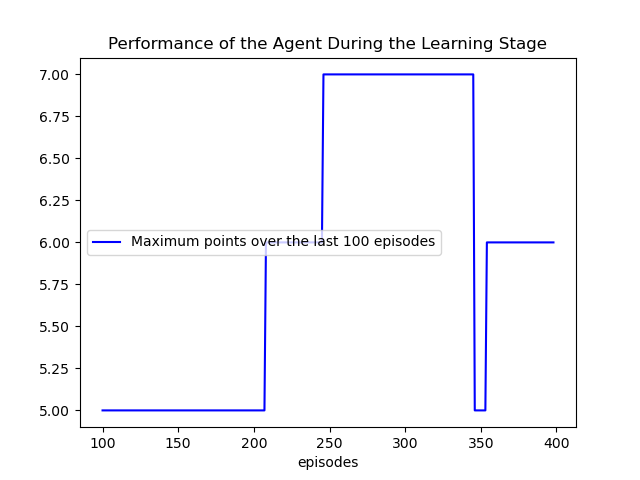 Performance of the Agent During the Learning Stage
7.00
6.75
6.50
6.25
6.00
5.75
5.50
5.25
5.00
Maximum points over the last 100 episodes
100 150 200 250 300 350 400
episodes